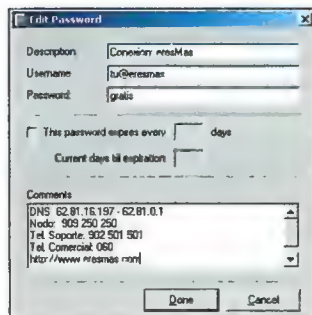 Edit Password
Description: Conexion eresMas
Username: tu@eresmas
Password: gratis
This password expires every days
Current days til expiration:
Comments
DNS 62.81.16.197 - 62.81.0.1
Nodo: 909 250 250
Tel. Soporte: 902 501 501
Tel. Comercial: 060
http://www.eresmas.com
Done Cancel